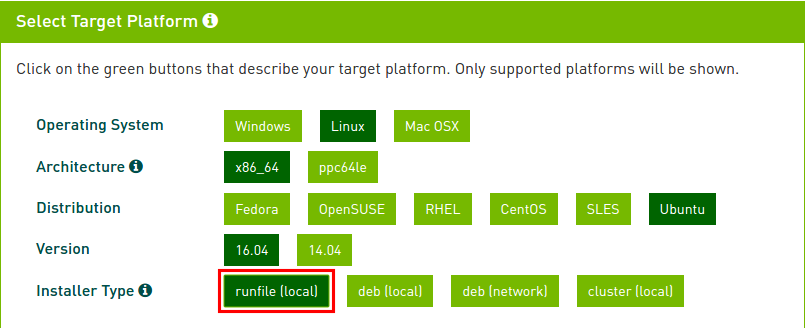 Select Target Platform
Click on the green buttons that describe your target platform. Only supported platforms will be shown.
Operating System Windows Linux Mac OSX
Architecture x86_64 ppc64le
Distribution Fedora OpenSUSE RHEL CentOS SLES Ubuntu
Version 16.04 14.04
Installer Type runfile (local) deb (local) deb (network) cluster (local)